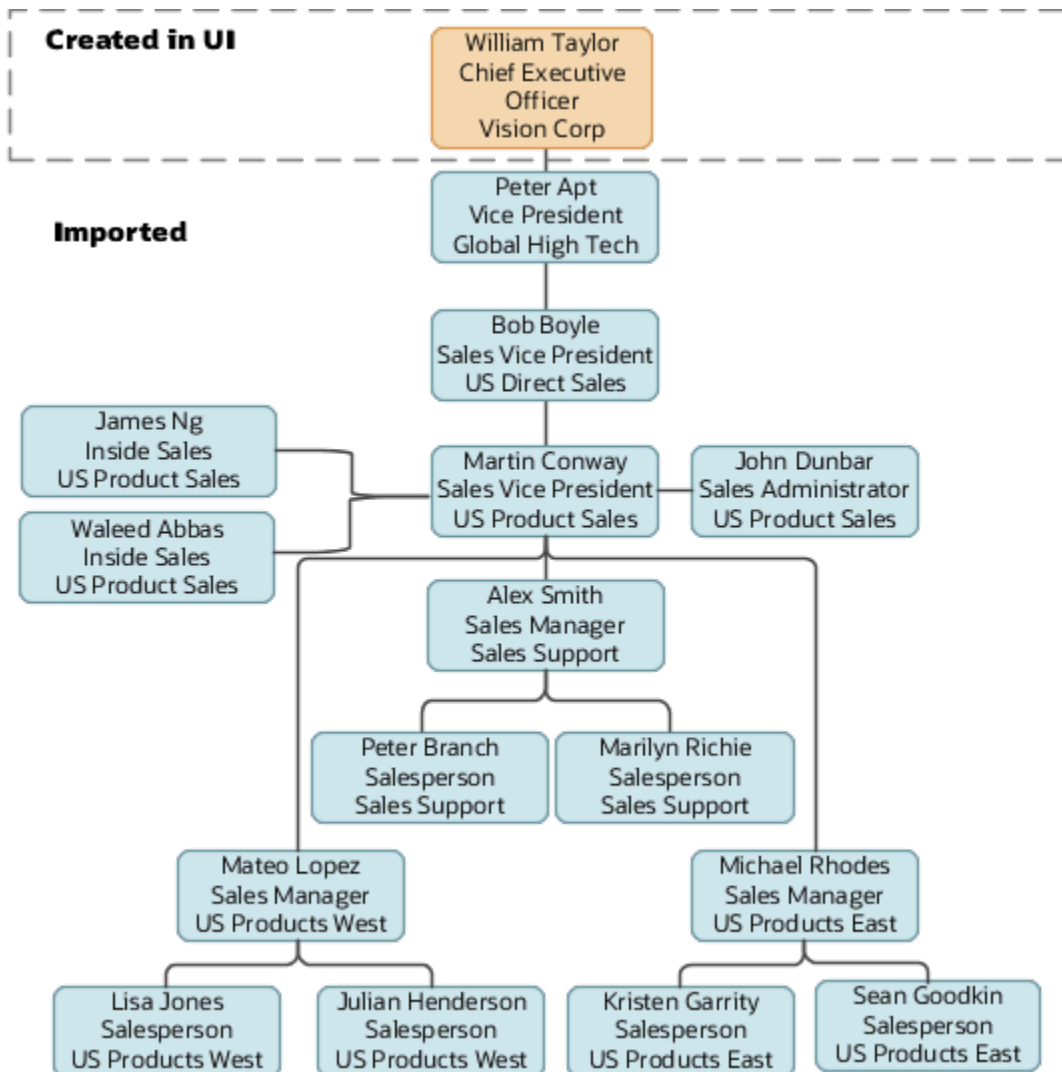 Created in UI
William Taylor
Chief Executive
Officer
Vision Corp
Imported
Peter Apt
Vice President
Global High Tech
Bob Boyle
Sales Vice President
US Direct Sales
James Ng
Inside Sales
US Product Sales
Waleed Abbas
Inside Sales
US Product Sales
Martin Conway
Sales Vice President
US Product Sales
John Dunbar
Sales Administrator
US Product Sales
Alex Smith
Sales Manager
Sales Support
Peter Branch
Salesperson
Sales Support
Marilyn Richie
Salesperson
Sales Support
Mateo Lopez
Sales Manager
US Products West
Michael Rhodes
Sales Manager
US Products East
Lisa Jones
Salesperson
US Products West
Julian Henderson
Salesperson
US Products West
Kristen Garrity
Salesperson
US Products East
Sean Goodkin
Salesperson
US Products East